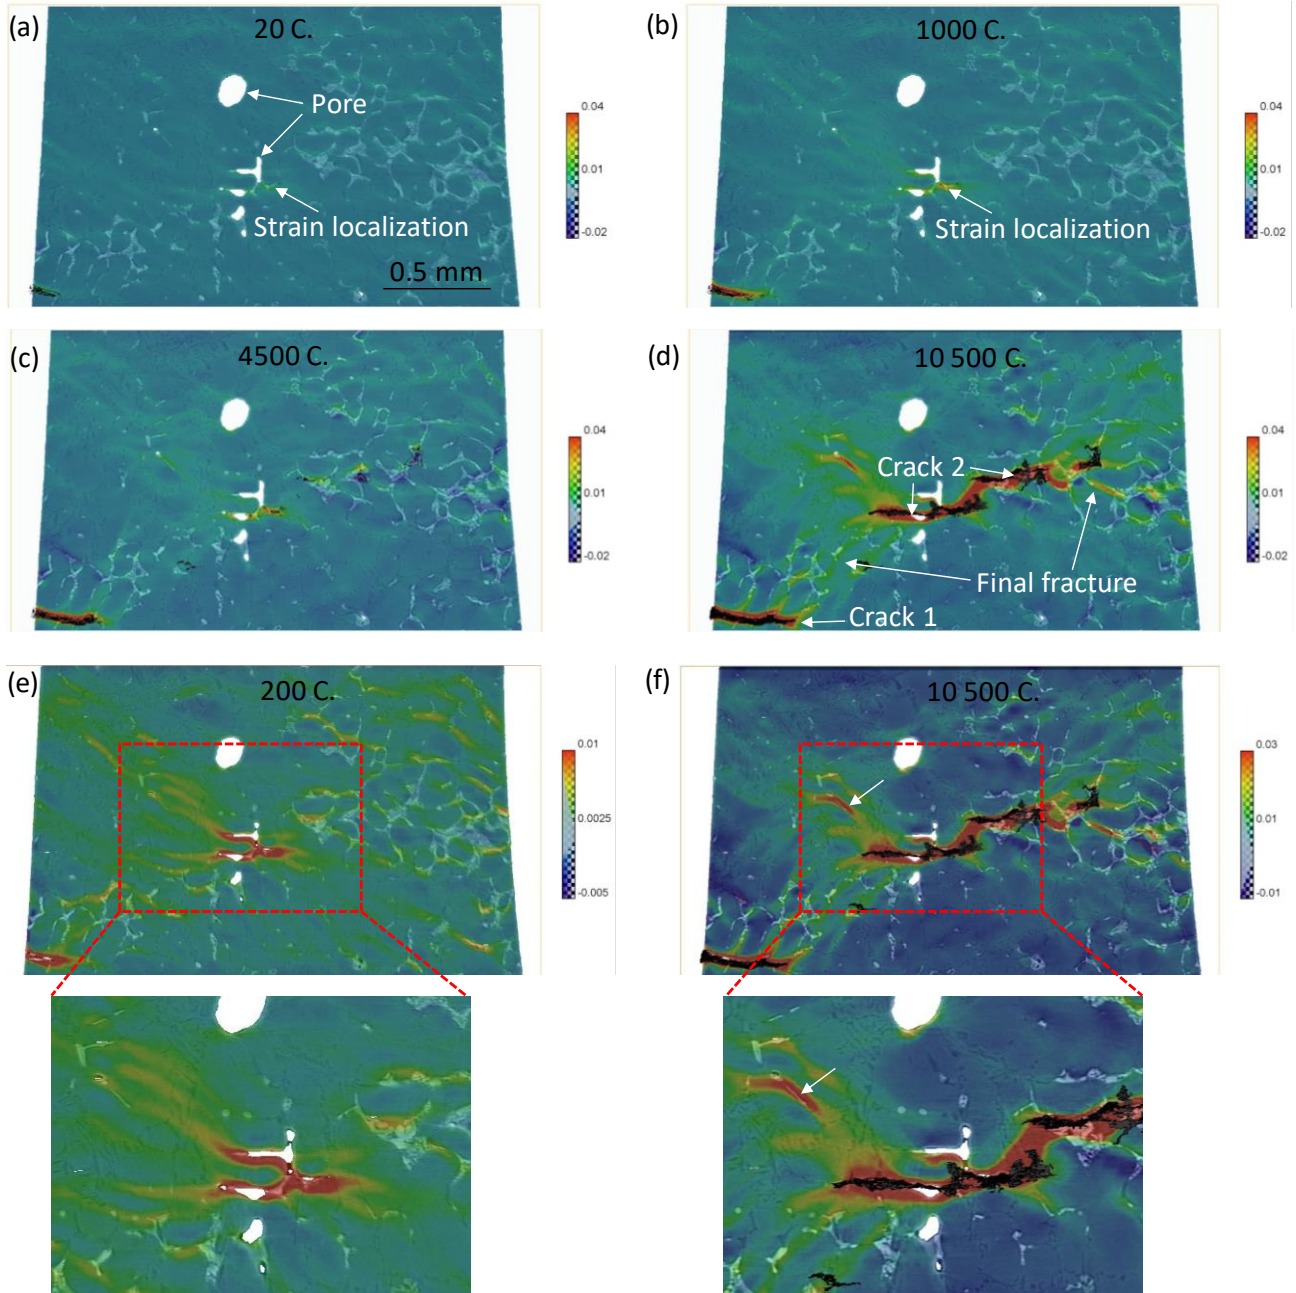 (a)
20 C.
Pore
Strain localization
0.5 mm
0.04
0.01
-0.02
(b)
1000 C.
Strain localization
0.04
0.01
-0.02
(c)
4500 C.
0.04
0.01
-0.02
(d)
10 500 C.
Crack 2
Final fracture
Crack 1
0.04
0.01
-0.02
(e)
200 C.
0.01
0.0025
-0.005
(f)
10 500 C.
0.03
0.01
-0.01